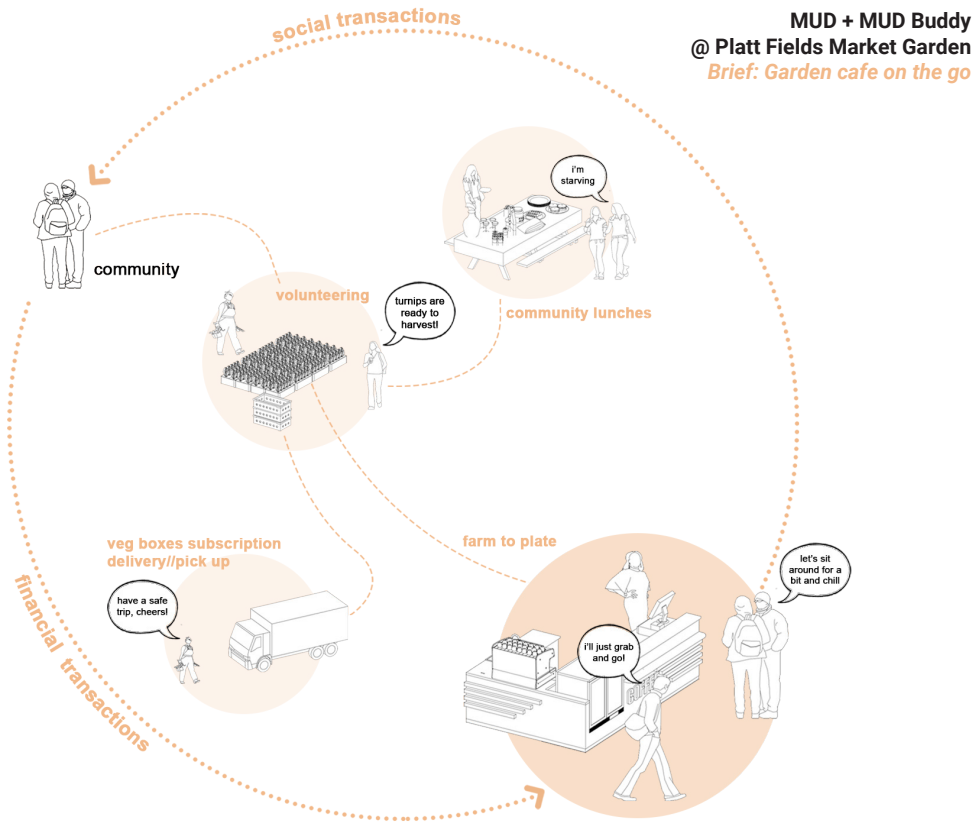 MUD + MUD Buddy
@ Platt Fields Market Garden
Brief: Garden cafe on the go
social transactions
i'm
starving
community
volunteering
turnips are
ready to
harvest!
community lunches
veg boxes subscription
delivery//pick up
farm to plate
have a safe
trip, cheers!
let's sit
around for a
bit and chill
i'll just grab
and go!
financial transactions